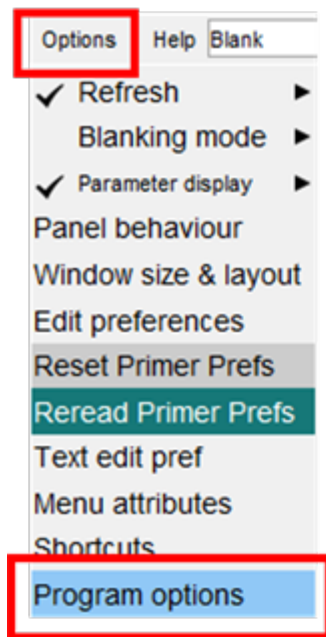 Options Help Blank
Refresh
Blanking mode
Parameter display
Panel behaviour
Window size & layout
Edit preferences
Reset Primer Prefs
Reread Primer Prefs
Text edit pref
Menu attributes
Shortcuts
Program options